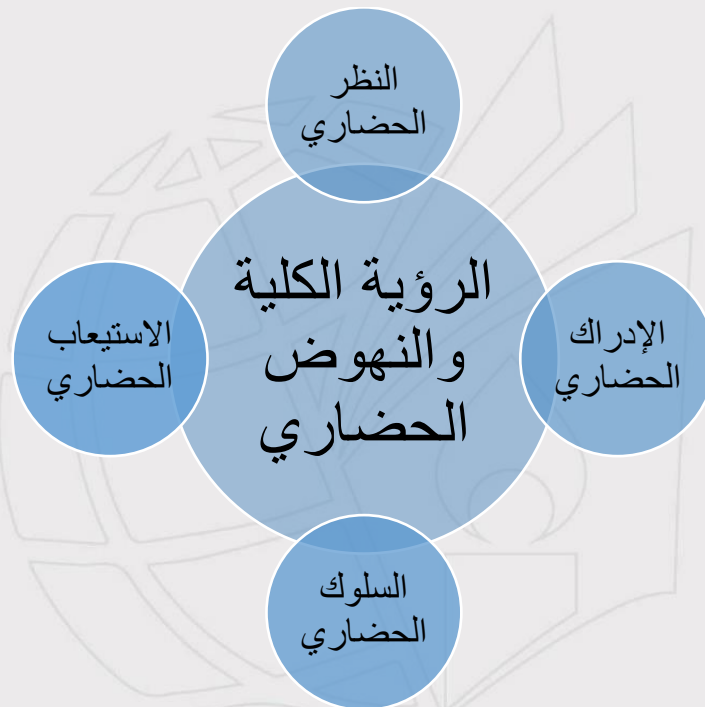 النظر
الحضاري
الرؤية الكلية
والنهوض
الحضاري
الإدراك
الحضاري
السلوك
الحضاري
الاستيعاب
الحضاري